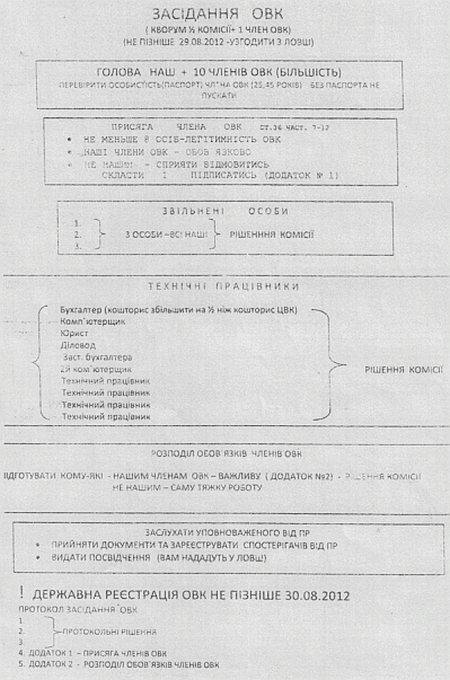 ЗАСІДАННЯ ОВК
( КВОРУМ ½ КОМІСІЇ+ 1 ЧЛЕН ОВК)
(НЕ ПІЗНІШЕ 29.08.2012 -УЗГОДИТИ З ЛОВШ)
ГОЛОВА НАШ + 10 ЧЛЕНІВ ОВК (БІЛЬШІСТЬ)
ПЕРЕВІРИТИ ОСОБИСТІСТЬ(ПАСПОРТ) ЧЛЕНА ОВК (25,45 РОКІВ) БЕЗ ПАСПОРТА НЕ
ПУСКАТИ
ПРИСЯГА ЧЛЕНА ОВК СТ.36 ЧАСТ. 7-12
• НЕ МЕНЬШЕ 8 ОСІБ-ЛЕГІТИМНІСТЬ ОВК
• НАШІ ЧЛЕНИ ОВК – ОБОВ ЯЗКОВО
• НЕ НАШИМ – СПРИЯТИ ВІДМОВИТИСЬ
СКЛАСТИ І ПІДПИСАТИСЬ (ДОДАТОК № 1)
ЗВІЛЬНЕНІ ОСОБИ
1.
2. 3 ОСОБИ –ВСІ НАШІ РІШЕНННЯ КОМІСІЇ
3.
ТЕХНІЧНІ ПРАЦІВНИКИ
Бухгалтер (кошторис збільшити на ½ ніж кошторис ЦВК)
Комп`ютерщик
Юрист
Діловод
Заст. бухгалтера
2й ком`ютерщик
Технічний працівник РІШЕННЯ КОМІСІЇ
Технічний працівник
Технічний працівник
Технічний працівник
РОЗПОДІЛ ОБОВ`ЯЗКІВ ЧЛЕНІВ ОВК
ПІДГОТУВАТИ КОМУ-ЯКІ - НАШИМ ЧЛЕНАМ ОВК – ВАЖЛИВУ ( ДОДАТОК №2) - РІШЕННЯ КОМІСІЇ
НЕ НАШИМ – САМУ ТЯЖКУ РОБОТУ
ЗАСЛУХАТИ УПОВНОВАЖЕНОГО ВІД ПР
• ПРИЙНЯТИ ДОКУМЕНТИ ТА ЗАРЕЄСТРУВАТИ СПОСТЕРІГАЧІВ ВІД ПР
• ВИДАТИ ПОСВІДЧЕННЯ (ВАМ НАДАДУТЬ У ЛОВШ)
! ДЕРЖАВНА РЕЄСТРАЦІЯ ОВК НЕ ПІЗНІШЕ 30.08.2012
ПРОТОКОЛ ЗАСІДАННЯ ОВК
1.
2. ПРОТОКОЛЬНІ РІШЕННЯ
3.
4. ДОДАТОК 1 – ПРИСЯГА ЧЛЕНІВ ОВК
5. ДОДАТОК 2 - РОЗПОДІЛ ОБОВ`ЯЗКІВ ЧЛЕНІВ ОВК